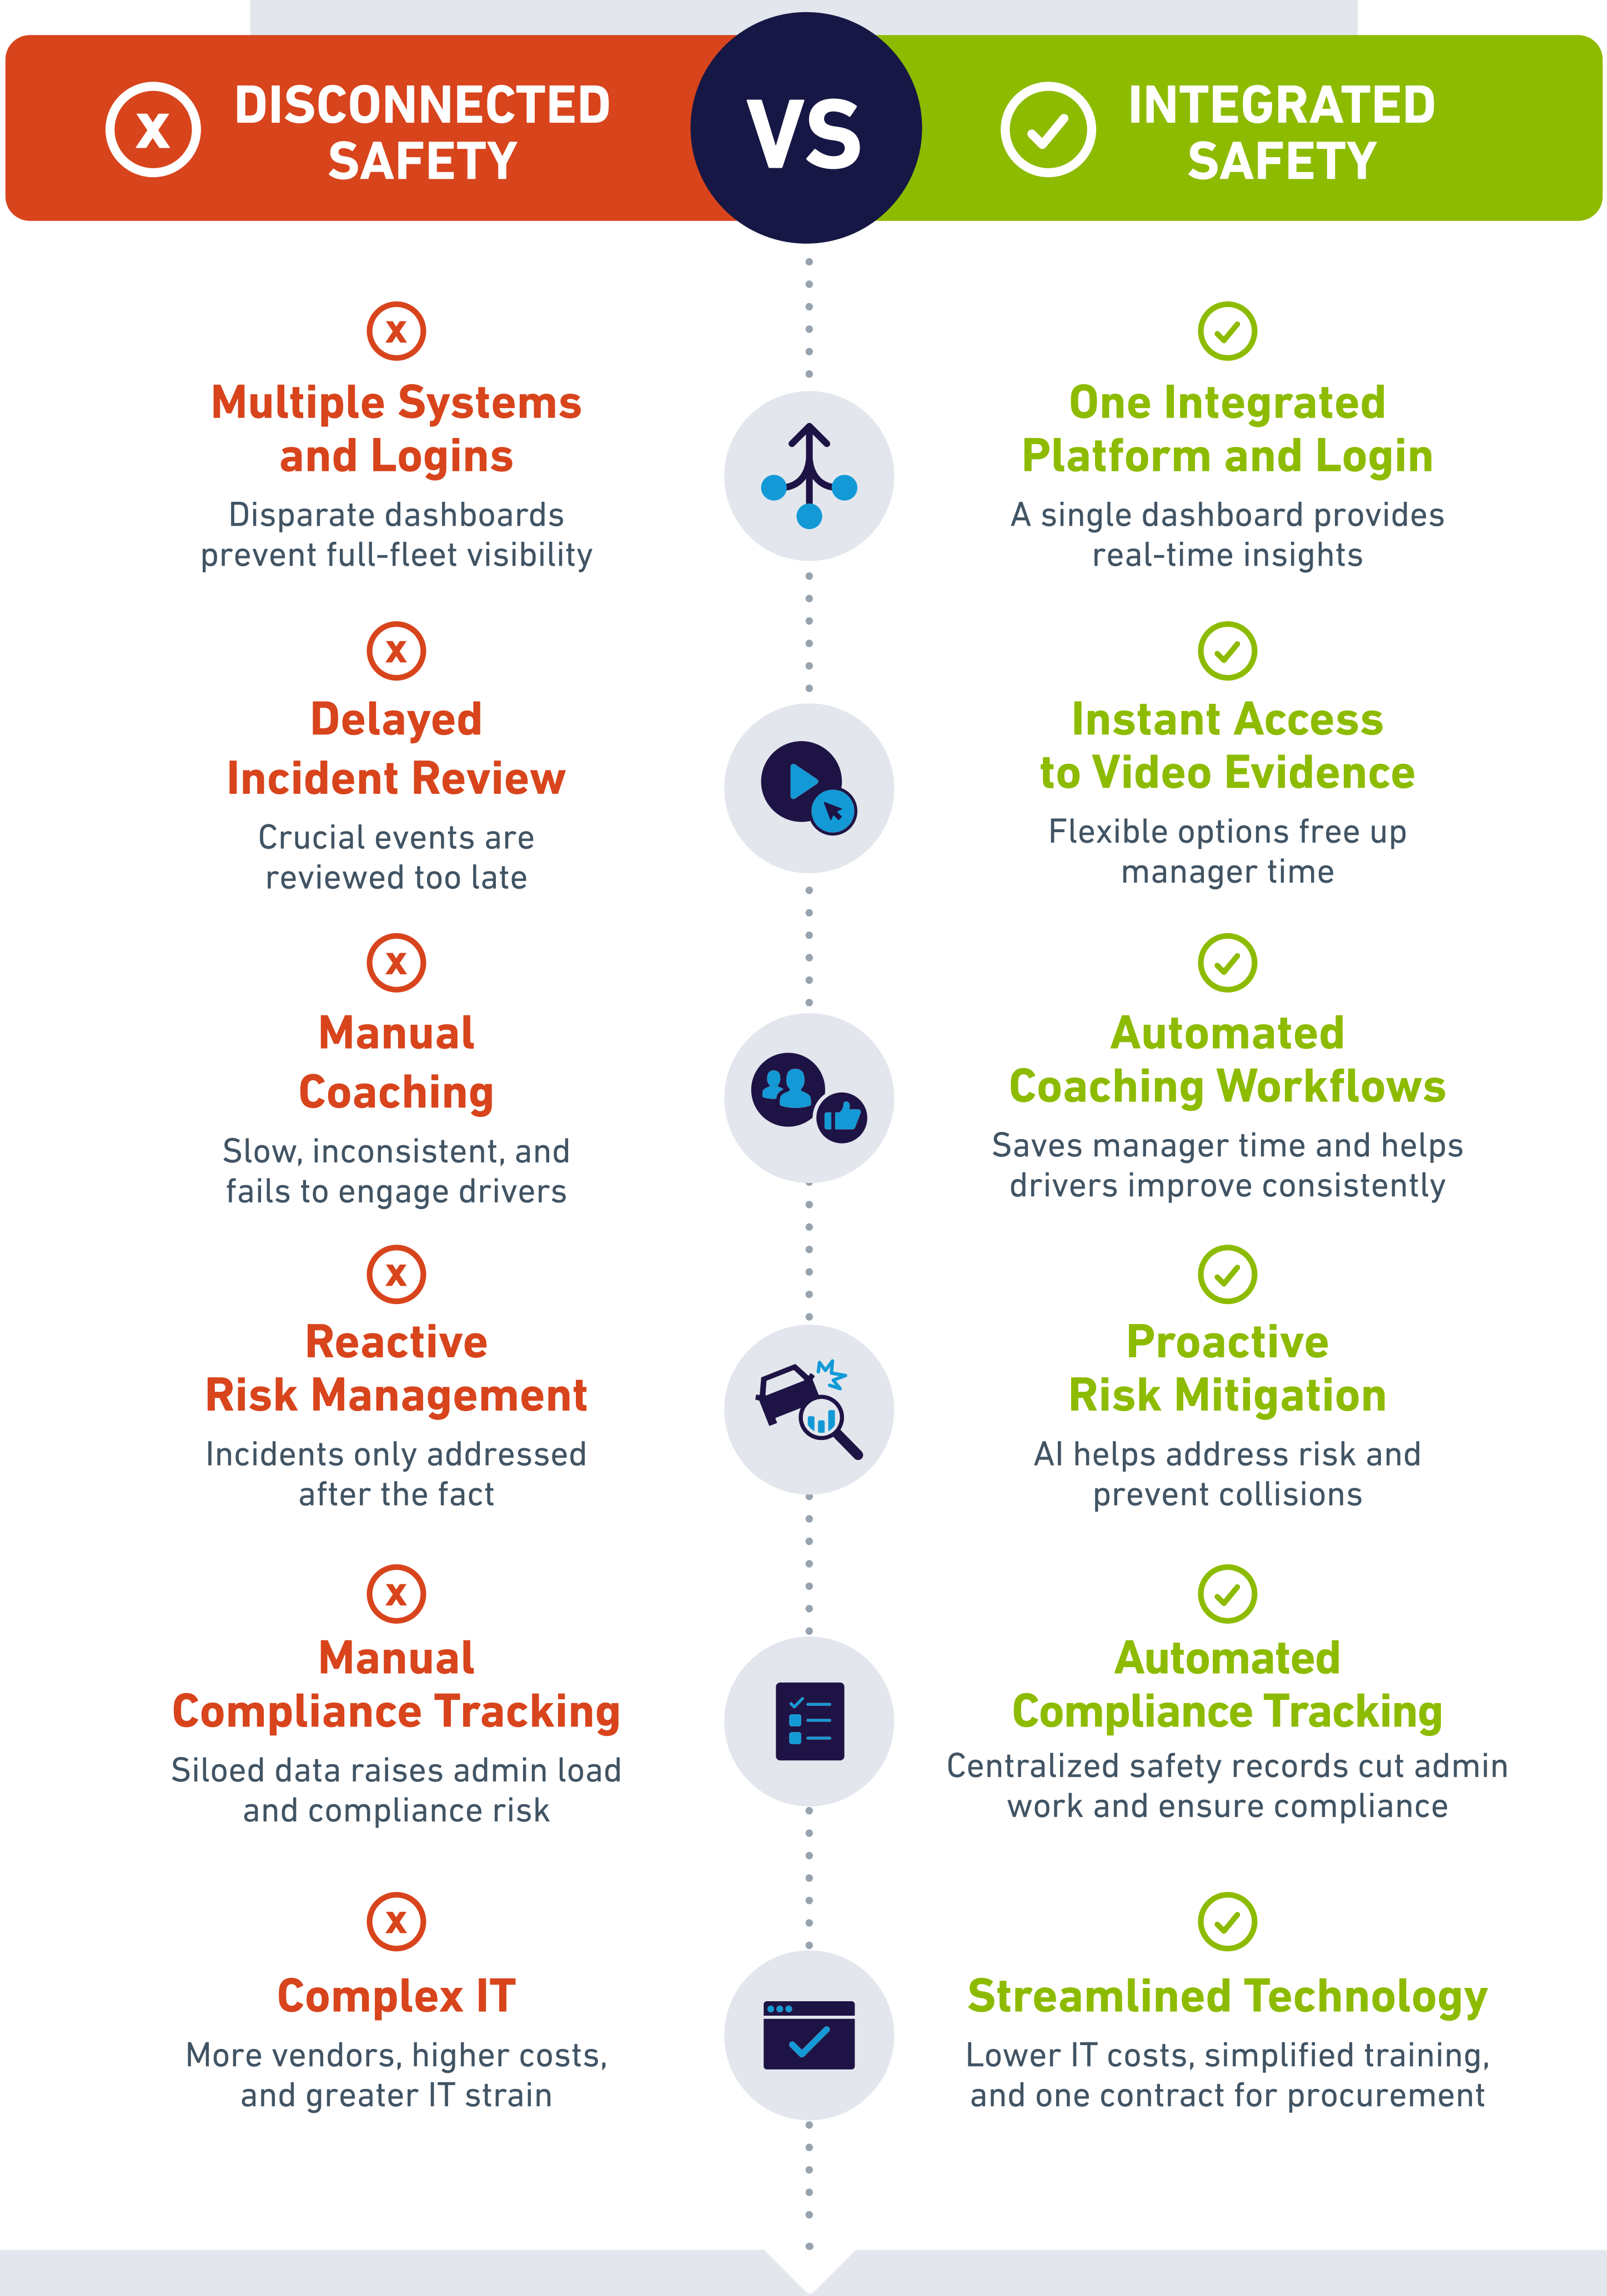 DISCONNECTED
SAFETY
VS
INTEGRATED
SAFETY
Multiple Systems
and Logins
Disparate dashboards
prevent full-fleet visibility
One Integrated
Platform and Login
A single dashboard provides
real-time insights
Delayed
Incident Review
Crucial events are
reviewed too late
Instant Access
to Video Evidence
Flexible options free up
manager time
Manual
Coaching
Slow, inconsistent, and
fails to engage drivers
Automated
Coaching Workflows
Saves manager time and helps
drivers improve consistently
Reactive
Risk Management
Incidents only addressed
after the fact
Proactive
Risk Mitigation
AI helps address risk and
prevent collisions
Manual
Compliance Tracking
Siloed data raises admin load
and compliance risk
Automated
Compliance Tracking
Centralized safety records cut admin
work and ensure compliance
Complex IT
More vendors, higher costs,
and greater IT strain
Streamlined Technology
Lower IT costs, simplified training,
and one contract for procurement